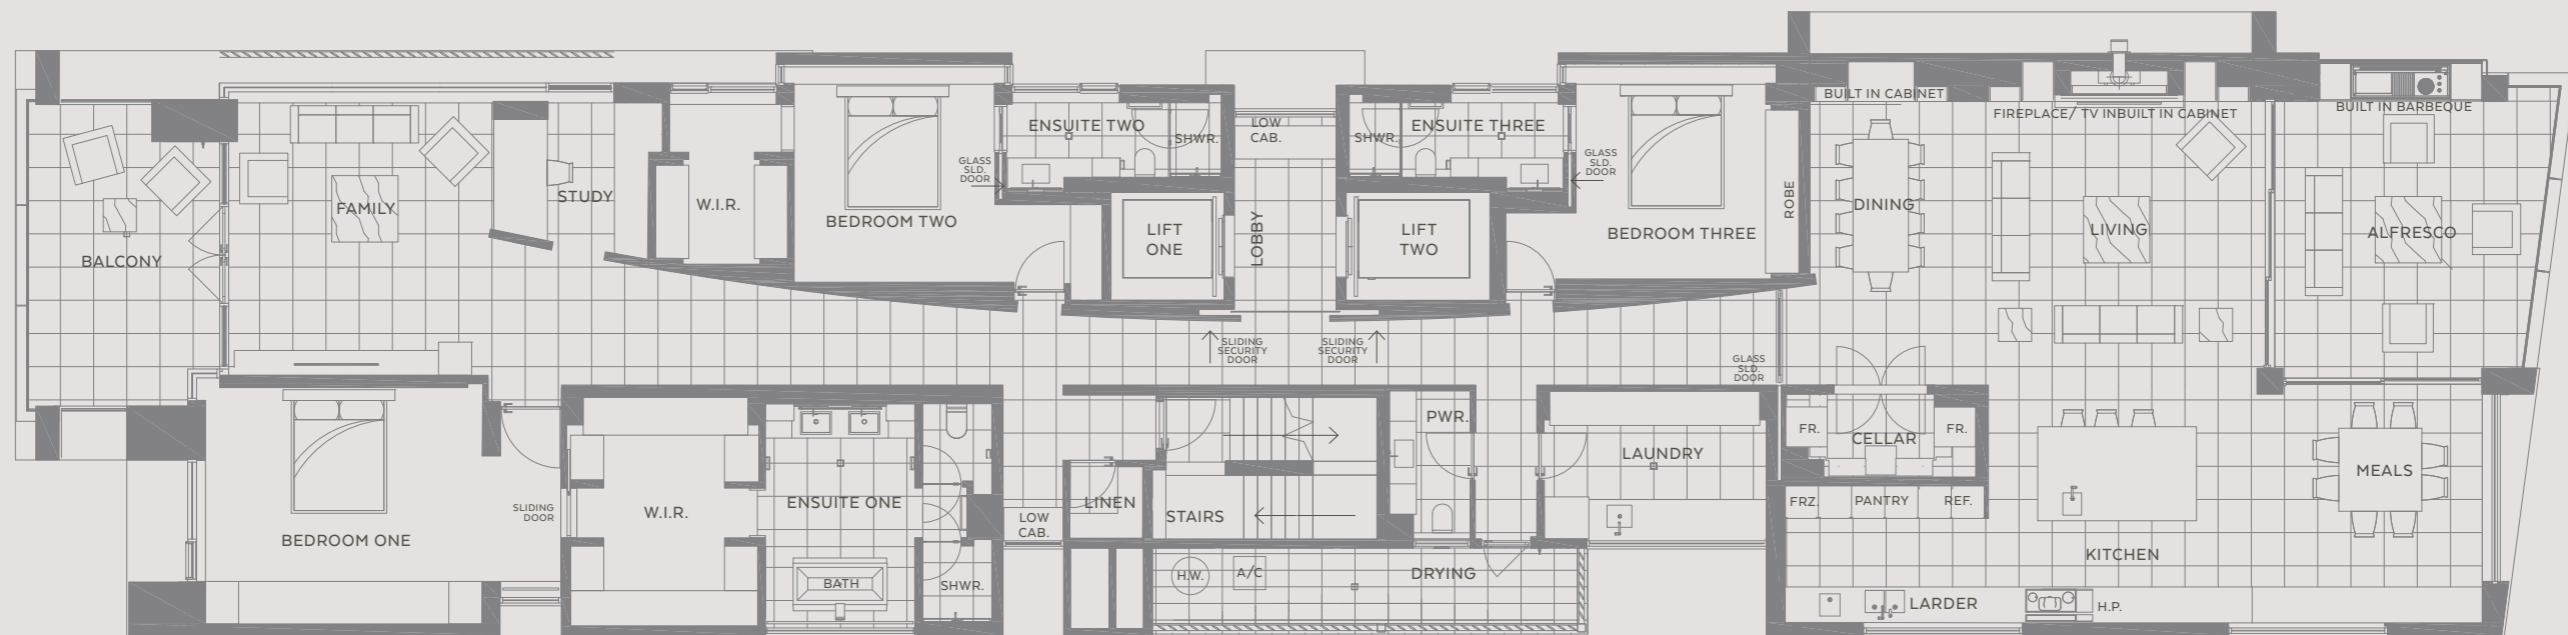 BUILT IN CABINET
FIREPLACE/ TV INBUILT IN CABINET
BUILT IN BARBEQUE
ENSUITE TWO
SHWR.
LOW
CAB.
SHWR.
ENSUITE THREE
GLASS
SLD.
DOOR
GLASS
SLD.
DOOR
FAMILY
STUDY
W.I.R.
BEDROOM TWO
LIFT
ONE
LOBBY
LIFT
TWO
BEDROOM THREE
ROBE
DINING
LIVING
ALFRESCO
BALCONY
SLIDING
SECURITY
DOOR
SLIDING
SECURITY
DOOR
GLASS
SLD.
DOOR
PWR.
LAUNDRY
FR.
CELLAR
FR.
MEALS
SLIDING
DOOR
BEDROOM ONE
W.I.R.
ENSUITE ONE
LOW
CAB.
LINEN
STAIRS
FRZ.
PANTRY
REF.
KITCHEN
BATH
SHWR.
H.W.
A/C
DRYING
LARDER
H.P.